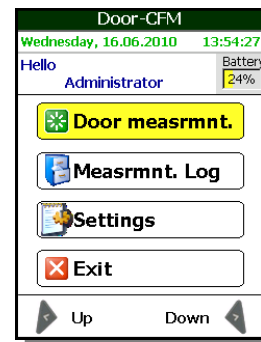 Door-CFM
Wednesday, 16.06.2010 13:54:27
Hello Battery
Administrator 24%
Door measrmnt.
Measrmnt. Log
Settings
Exit
Up Down